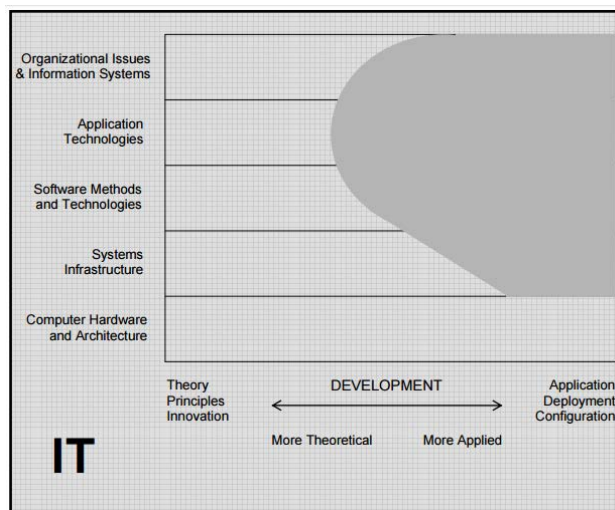 Organizational Issues
& Information Systems
Application
Technologies
Software Methods
and Technologies
Systems
Infrastructure
Computer Hardware
and Architecture
Theory
Principles
Innovation
DEVELOPMENT
Application
Deployment
Configuration
More Theoretical
More Applied
IT